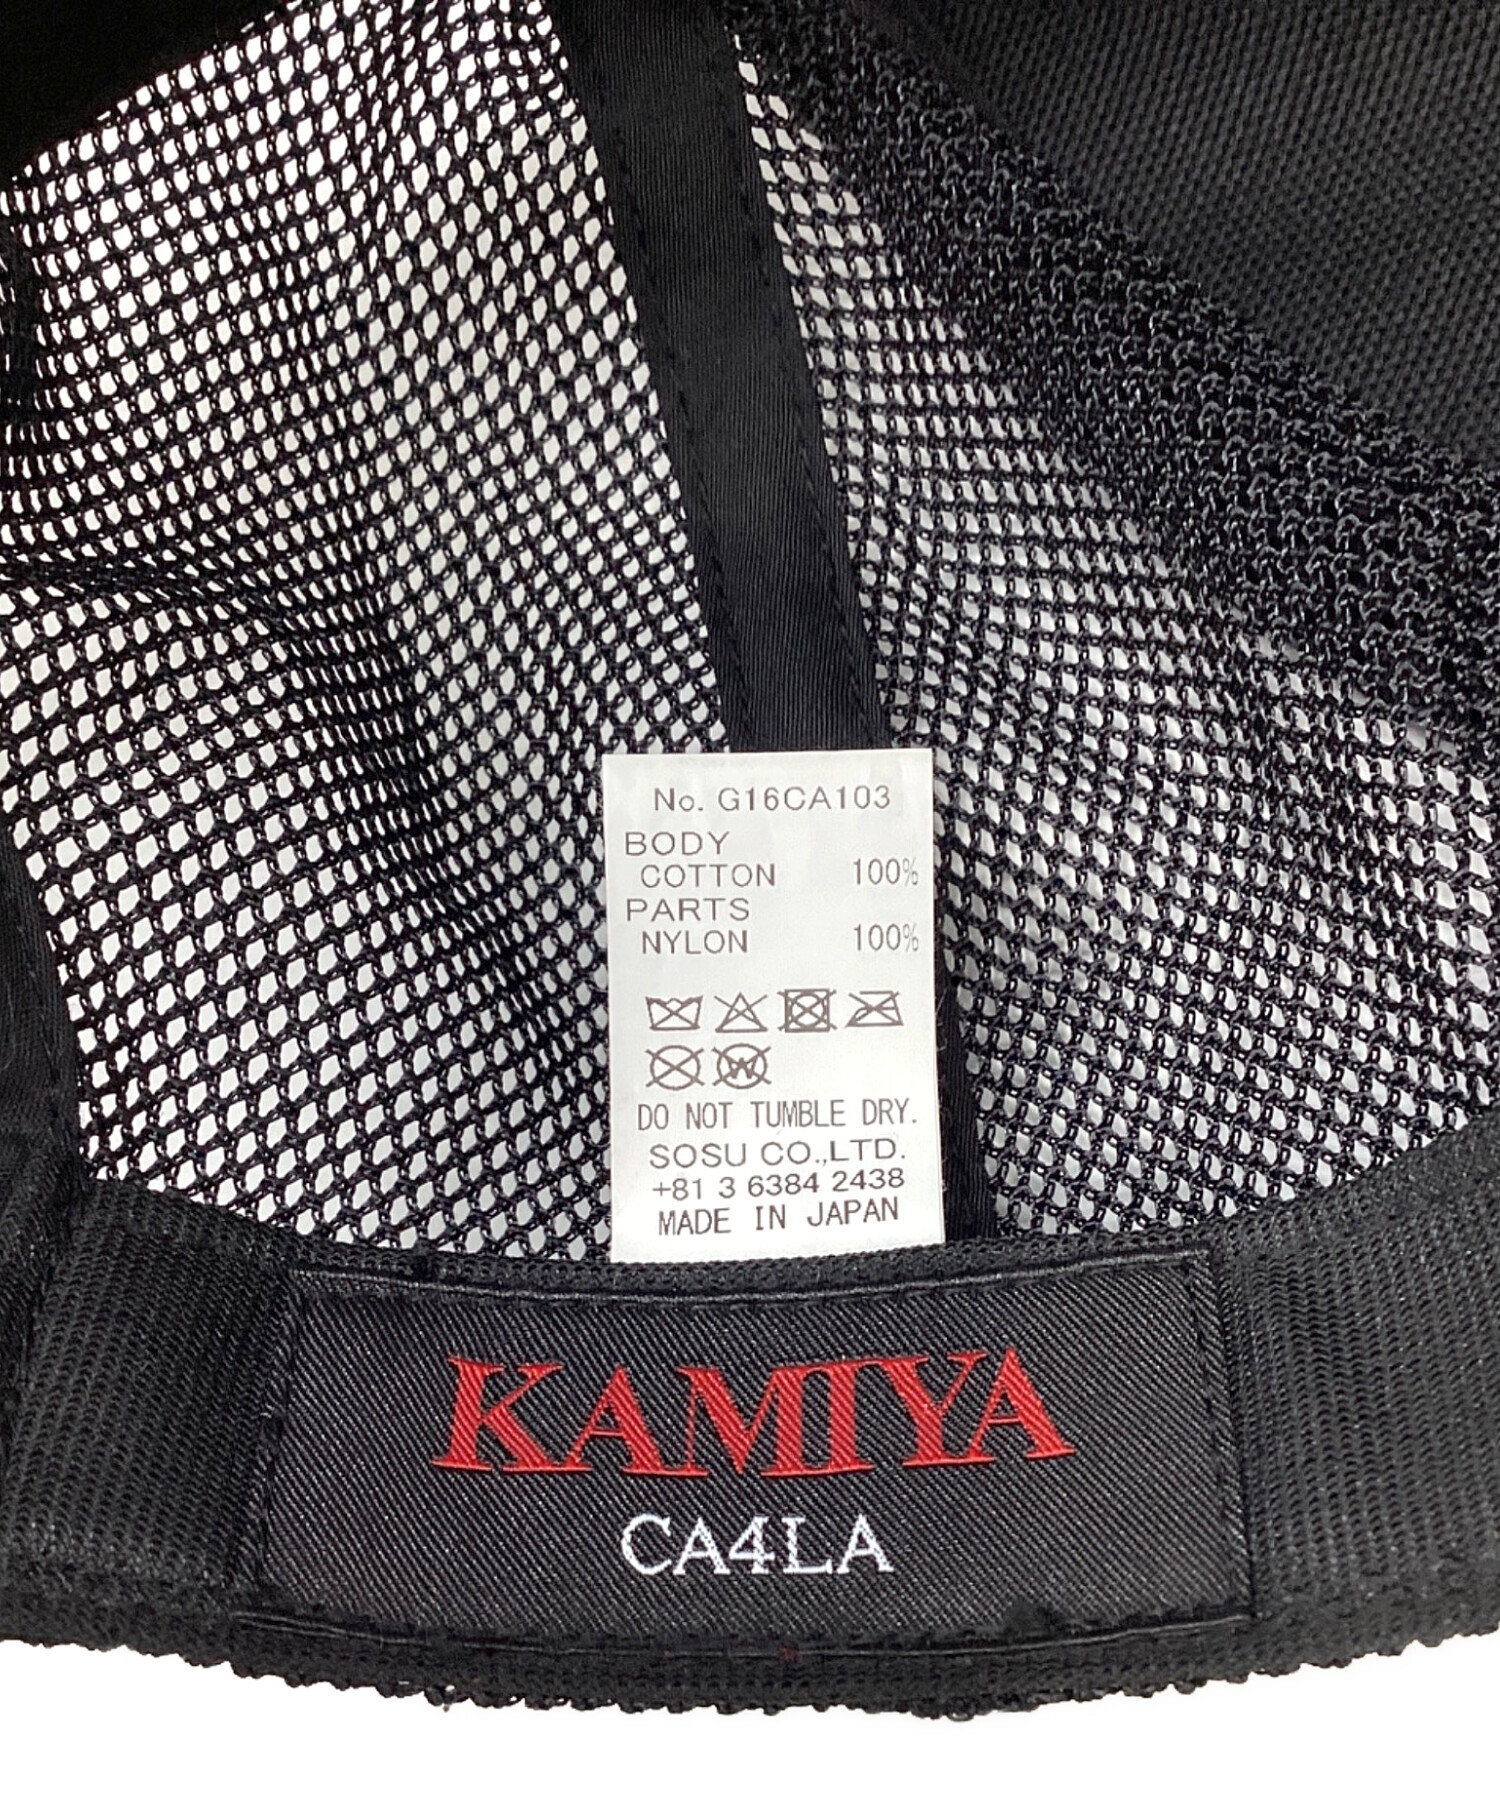 No. G16CA103
BODY
COTTON 100%
PARTS
NYLON 100%
W
DO NOT TUMBLE DRY.
SOSU CO.,LTD.
+81 3 6384 2438
MADE IN JAPAN
KAMIYA
CA4LA